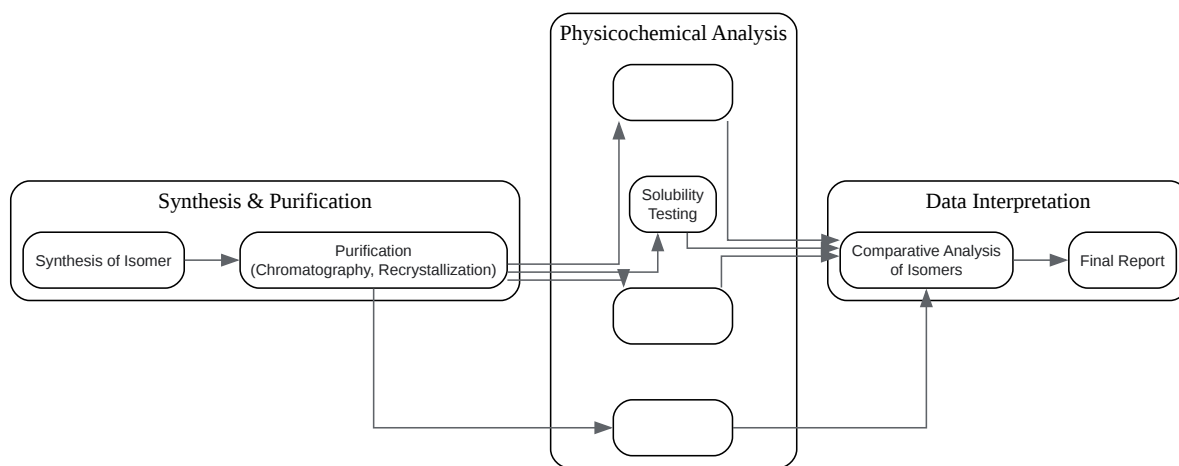 Physicochemical Analysis
Synthesis & Purification
Synthesis of Isomer
Purification
(Chromatography, Recrystallization)
Solubility
Testing
Data Interpretation
Comparative Analysis
of Isomers
Final Report